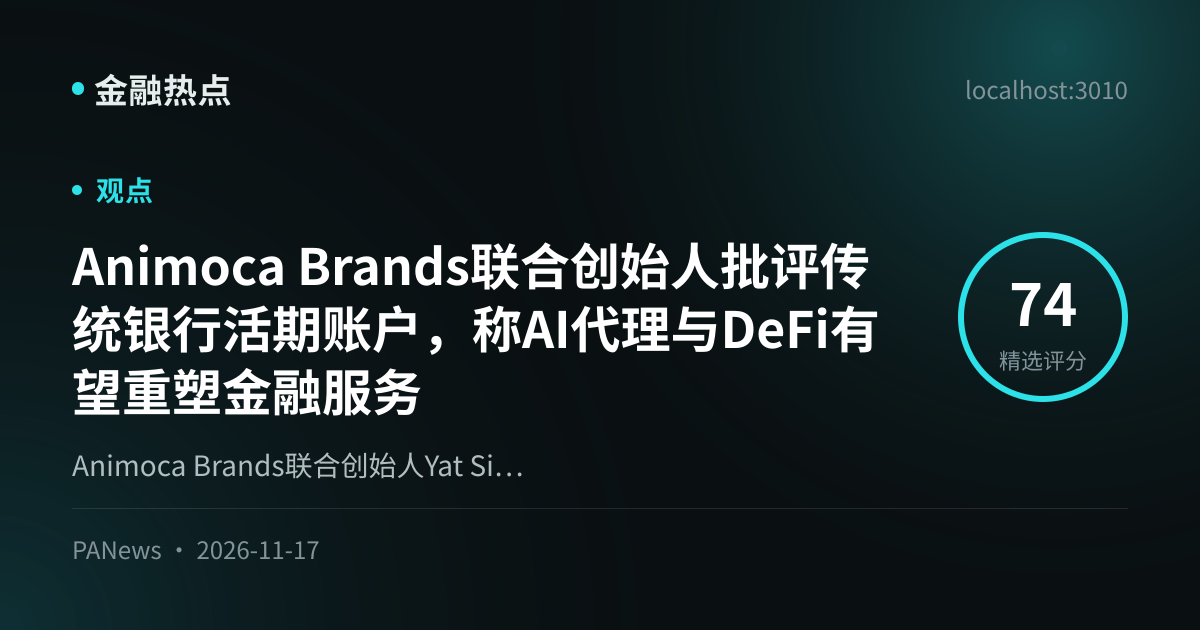 金融热点
localhost:3010
观点
Animoca Brands联合创始人批评传
统银行活期账户，称AI代理与DeFi有
望重塑金融服务
74
精选评分
Animoca Brands联合创始人Yat Si…
PANews • 2026-11-17